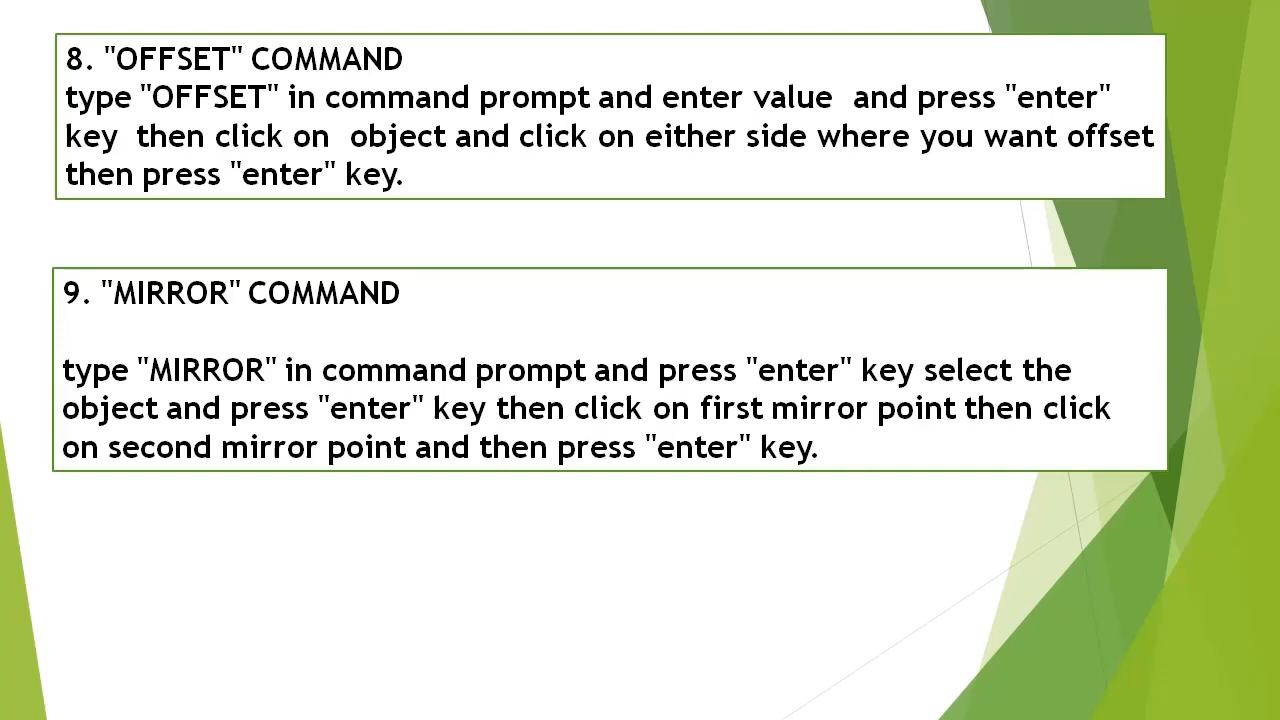 8. "OFFSET" COMMAND
type "OFFSET" in command prompt and enter value  and press "enter"
key  then click on  object and click on either side where you want offset
then press "enter" key.
9. "MIRROR" COMMAND
type "MIRROR" in command prompt and press "enter" key select the
object and press "enter" key then click on first mirror point then click
on second mirror point and then press "enter" key.